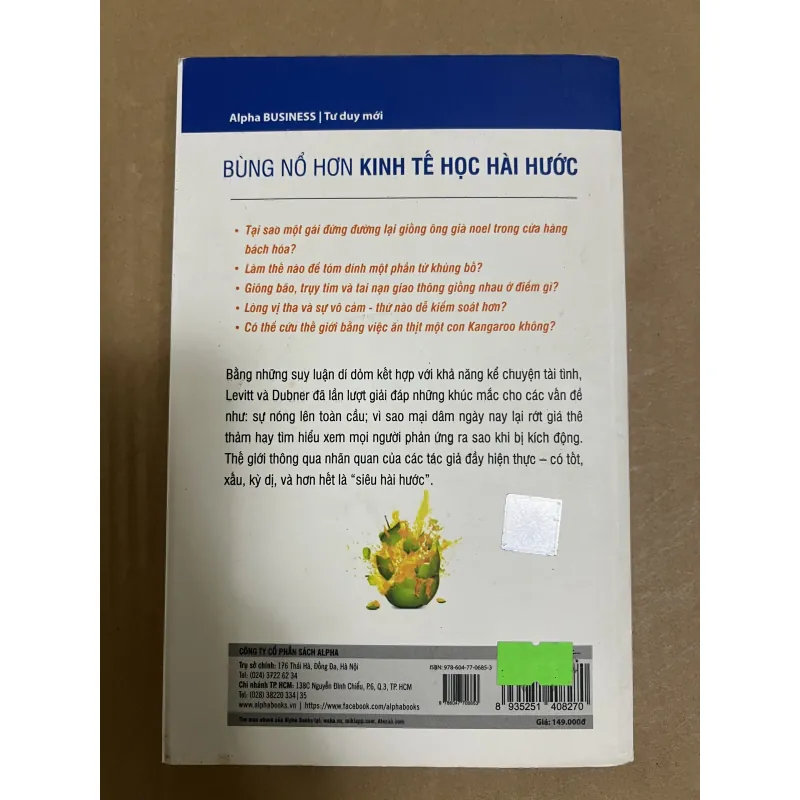 Alpha BUSINESS | Tư duy mới
BÙNG NỔ HƠN KINH TẾ HỌC HÀI HƯỚC
• Tại sao một gái đứng đường lại giống ông già noel trong cửa hàng
bách hóa?
• Làm thế nào để tóm dính một phần tử khủng bố?
• Giông bão, trụy tim và tai nạn giao thông giống nhau ở điểm gì?
• Lòng vị tha và sự vô cảm - thứ nào dễ kiểm soát hơn?
• Có thể cứu thế giới bằng việc ăn thịt một con Kangaroo không?
Bằng những suy luận dí dỏm kết hợp với khả năng kể chuyện tài tình,
Levitt và Dubner đã lần lượt giải đáp những khúc mắc cho các vấn đề
như: sự nóng lên toàn cầu; vì sao mại dâm ngày nay lại rớt giá thê
thảm hay tìm hiểu xem mọi người phản ứng ra sao khi bị kích động.
Thế giới thông qua nhãn quan của các tác giả đầy hiện thực – có tốt,
xấu, kỳ dị, và hơn hết là “siêu hài hước”.
CÔNG TY CỔ PHẦN SÁCH ALPHA
Trụ sở chính: 176 Thái Hà, Đống Đa, Hà Nội
Tel: (024) 3722 62 34
Chi nhánh TP. HCM: 138C Nguyễn Đình Chiểu, P.6, Q.3, TP. HCM
Tel: (028) 38220 334 | 35
www.alphabooks.vn | https://www.facebook.com/alphabooks
ISBN: 978-604-77-0685-3
8 935251 408270
Giá: 149.000đ